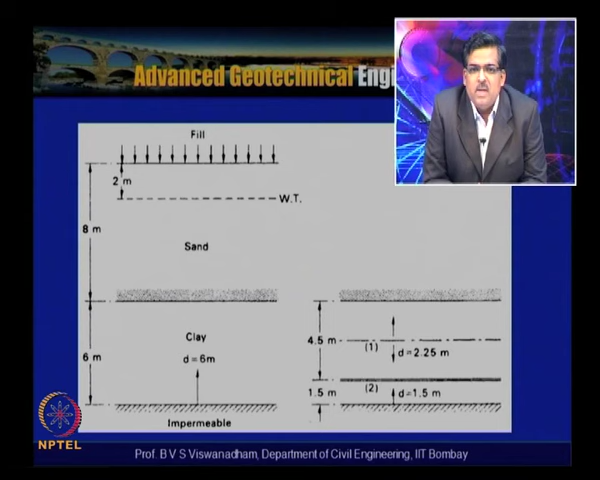 Advanced Geotechnical Eng
Fill
2 m
W.T.
8 m
Sand
Clay
d = 6m
6 m
Impermeable
4.5 m
(1)
d = 2.25 m
1.5 m
(2)
d = 1.5 m
NPTEL
Prof. B V S Viswanadham, Department of Civil Engineering, IIT Bombay